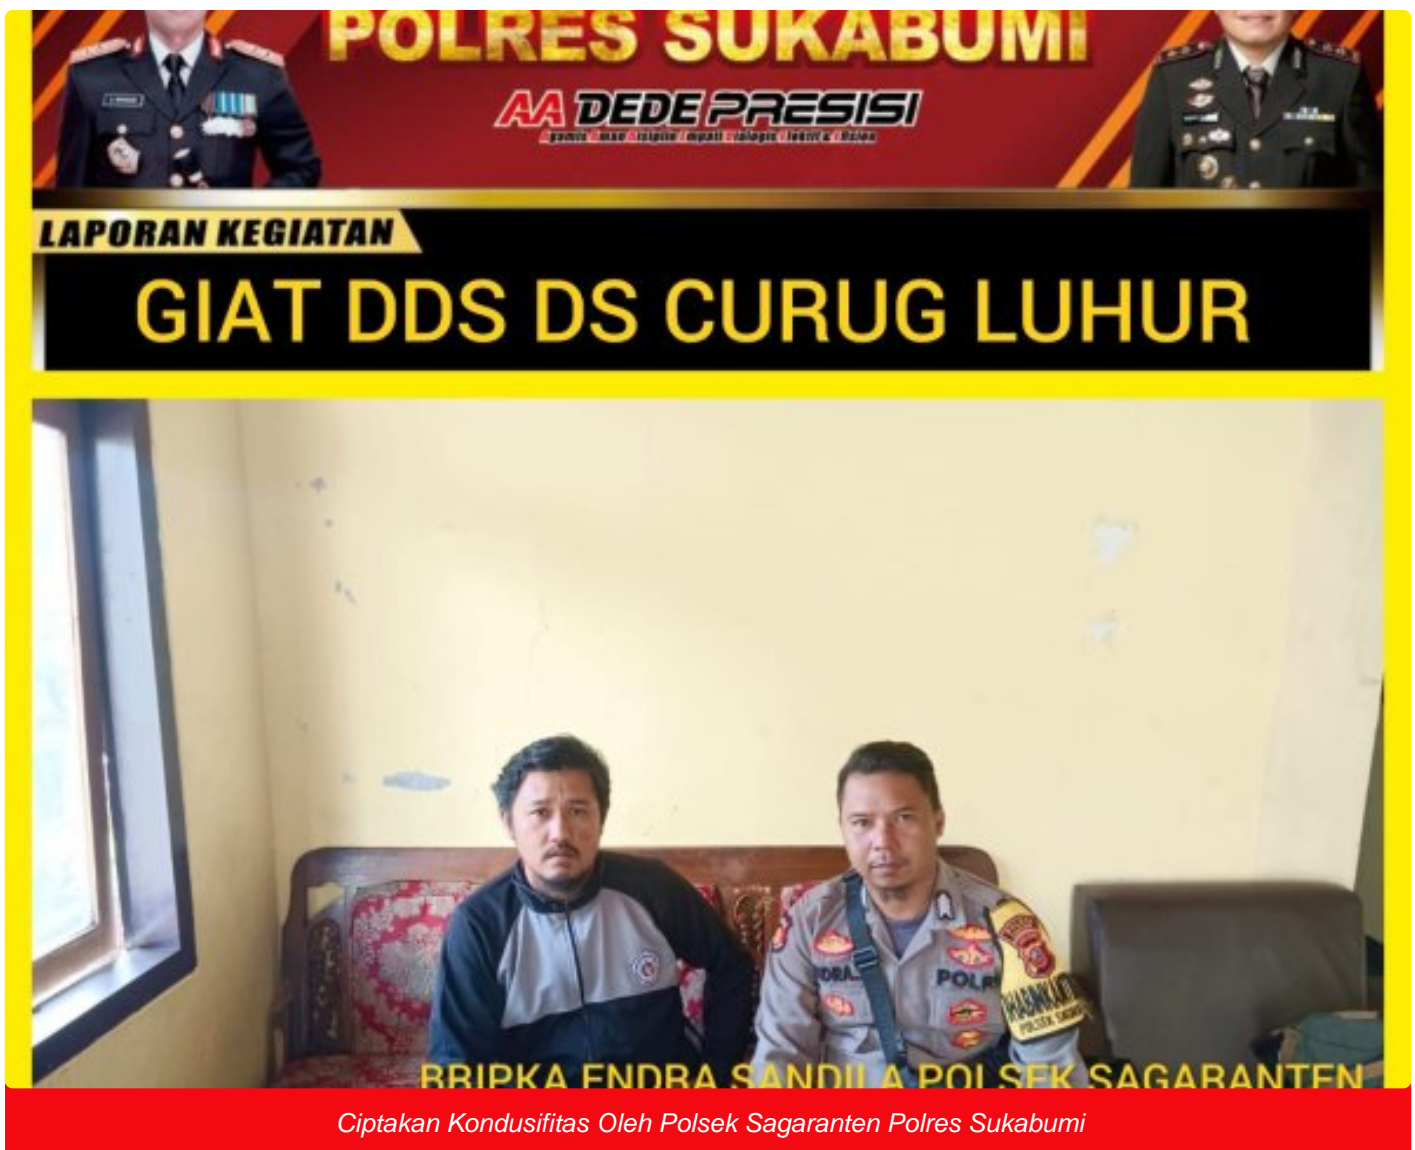 POLRES SUKABUMI
AA DEDE PRESISI
LAPORAN KEGIATAN
GIAT DDS DS CURUG LUHUR
POLRI
BRIPKA ENDRA SANDILA POLSEK SAGARANTEN
Ciptakan Kondusifitas Oleh Polsek Sagaranten Polres Sukabumi